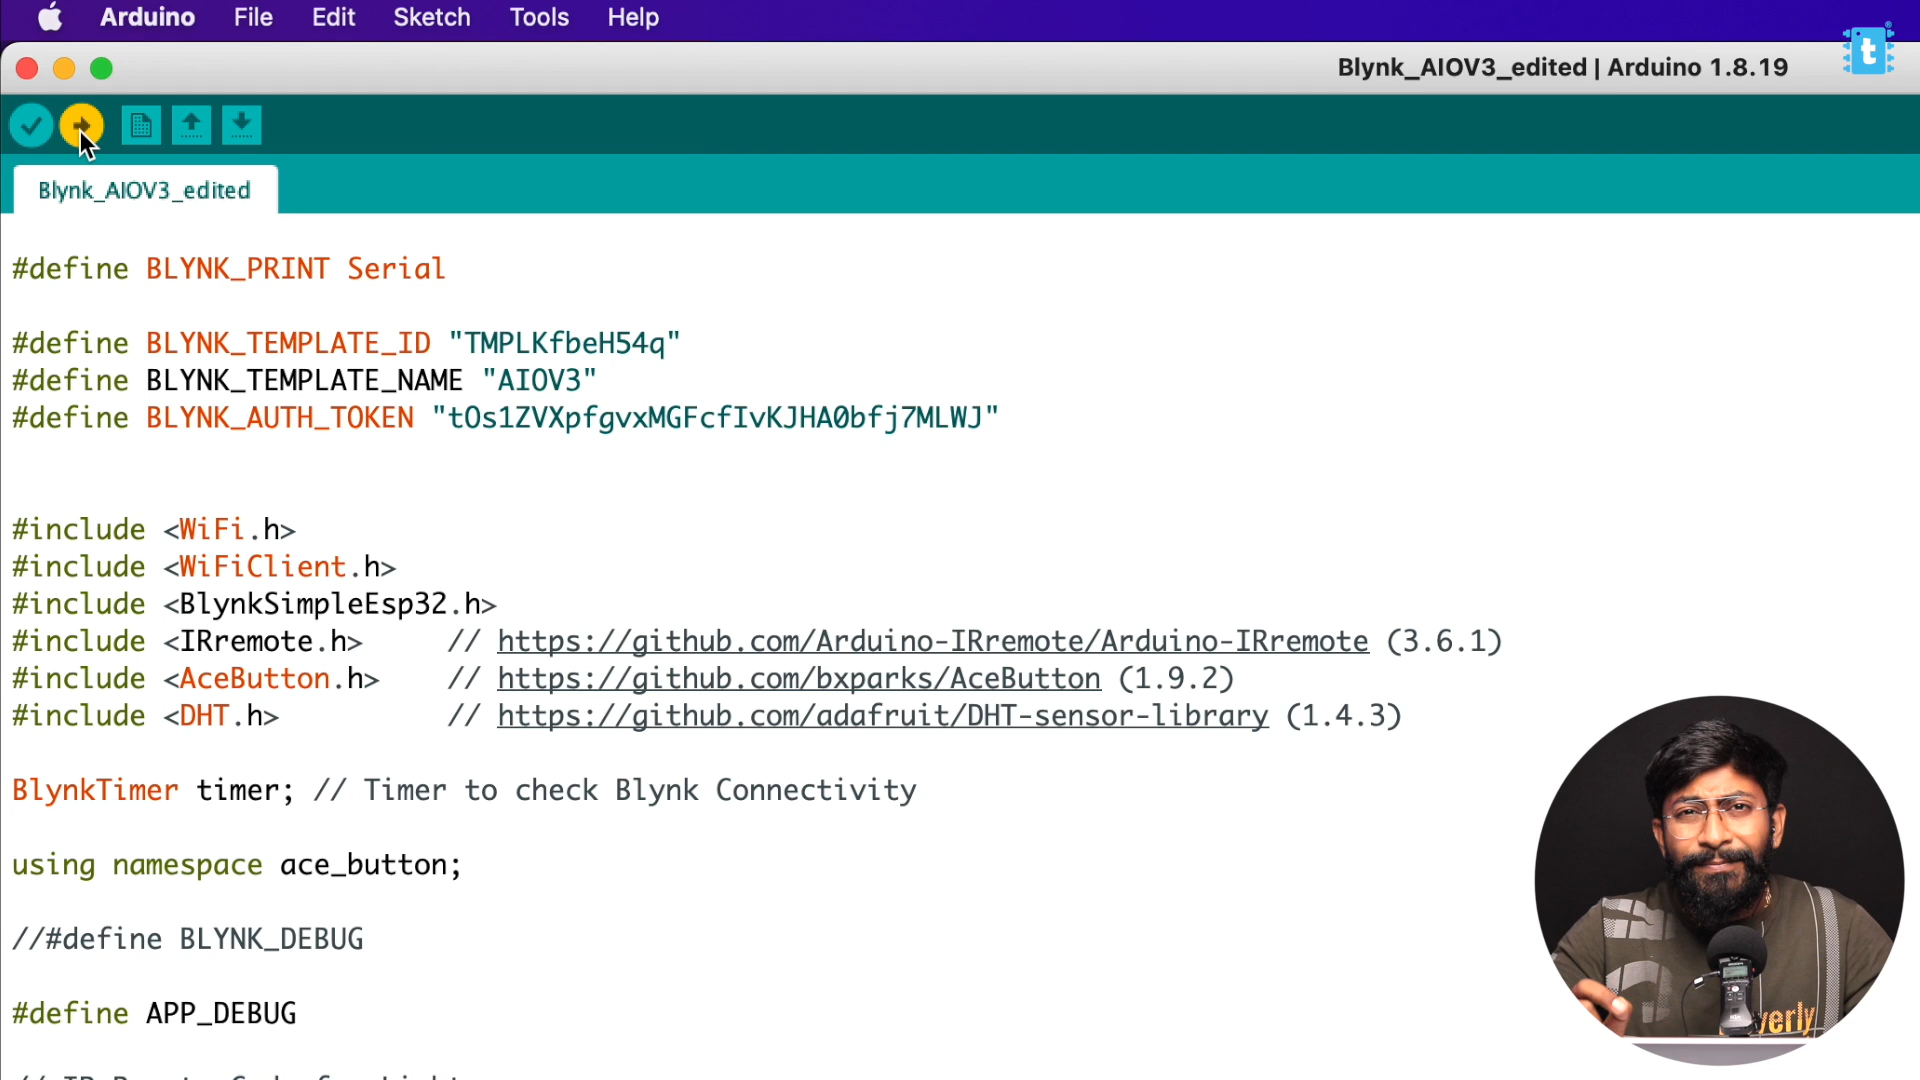 Arduino File Edit Sketch Tools Help
Blynk_AIOV3_edited | Arduino 1.8.19
t
Blynk_AIOV3_edited
#define BLYNK_PRINT Serial
#define BLYNK_TEMPLATE_ID "TMPLKfbeH54q"
#define BLYNK_TEMPLATE_NAME "AIOV3"
#define BLYNK_AUTH_TOKEN "tOs1ZVXpfgvxMGFcfIvKJHA0bfj7MLWJ"
#include <WiFi.h>
#include <WiFiClient.h>
#include <BlynkSimpleEsp32.h>
#include <IRremote.h> // https://github.com/Arduino-IRremote/Arduino-IRremote (3.6.1)
#include <AceButton.h> // https://github.com/bxparks/AceButton (1.9.2)
#include <DHT.h> // https://github.com/adafruit/DHT-sensor-library (1.4.3)
BlynkTimer timer; // Timer to check Blynk Connectivity
using namespace ace_button;
//#define BLYNK_DEBUG
#define APP_DEBUG